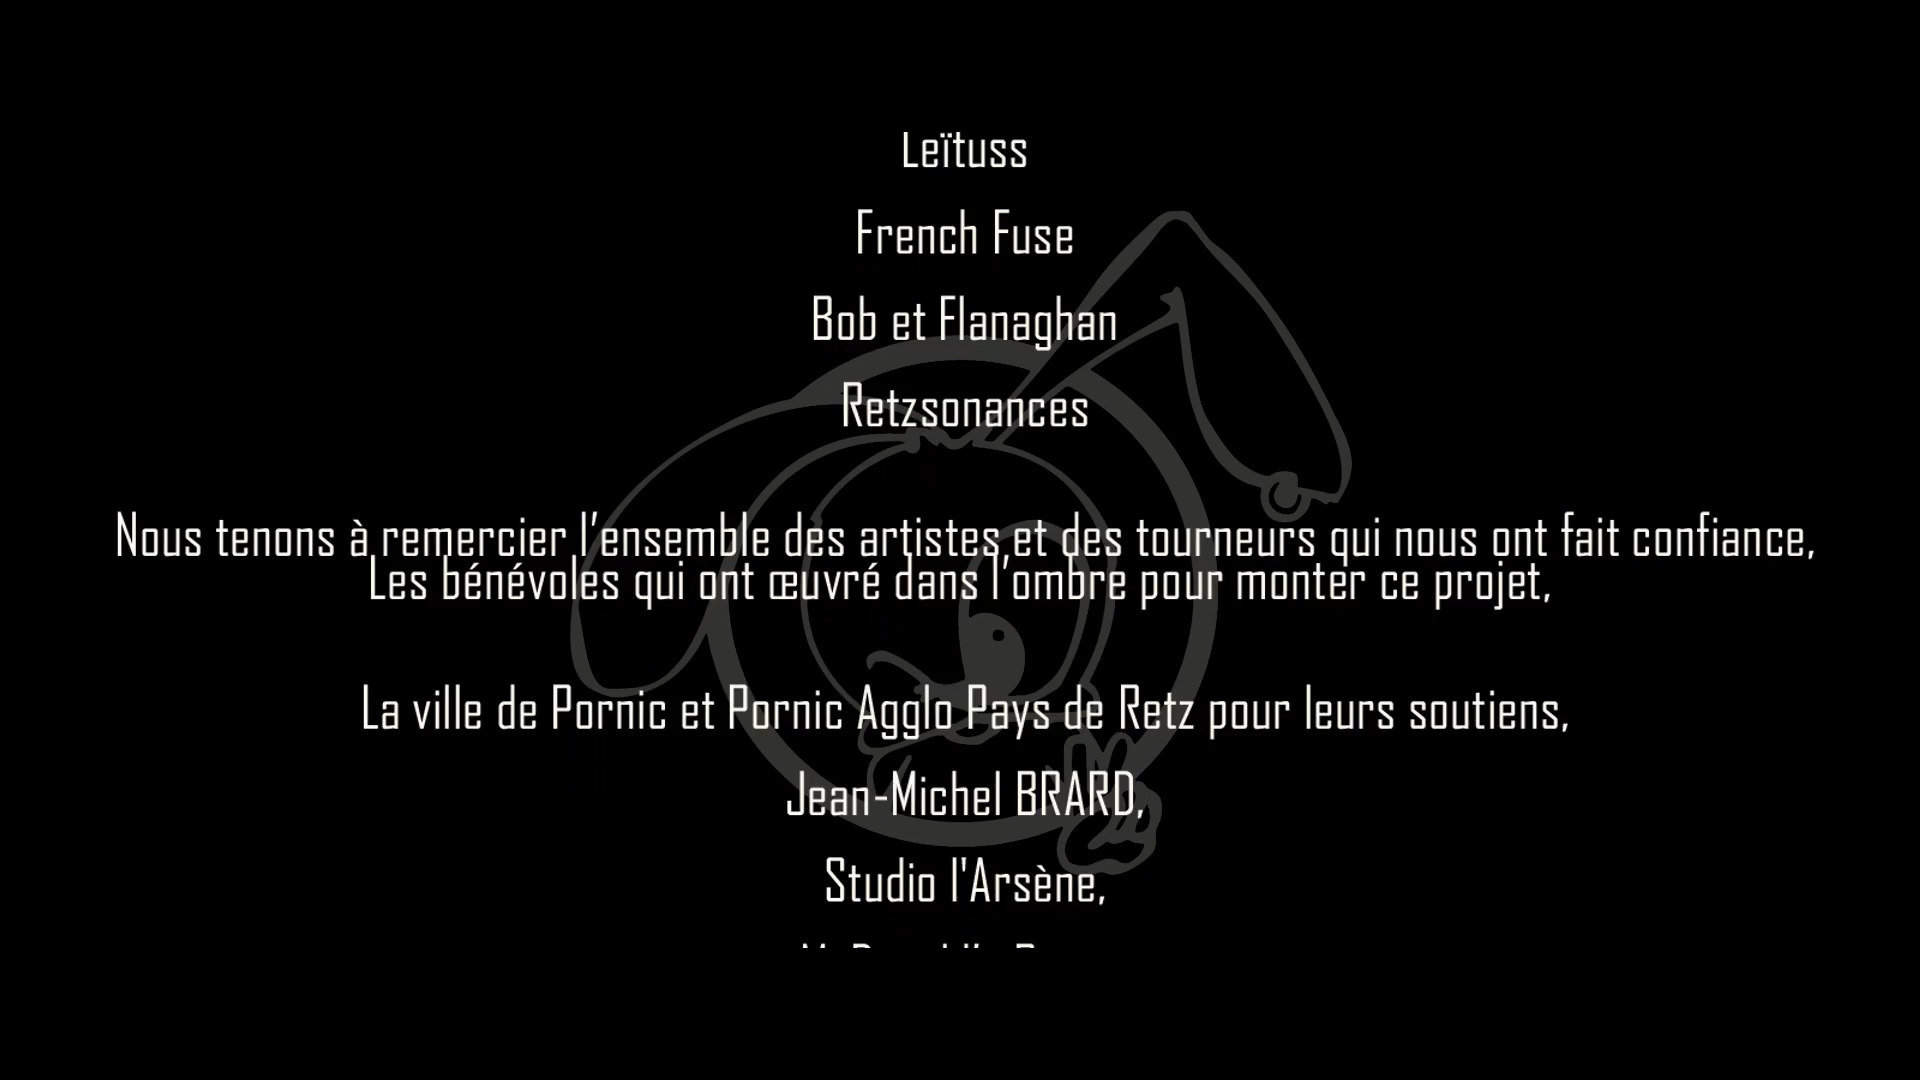 Leïtuss
French Fuse
Bob et Flanaghan
Retzsonances
Nous tenons à remercier l’ensemble des artistes et des tourneurs qui nous ont fait confiance,
Les bénévoles qui ont œuvré dans l’ombre pour monter ce projet,
La ville de Pornic et Pornic Agglo Pays de Retz pour leurs soutiens,
Jean-Michel BRARD,
Studio l'Arsène,